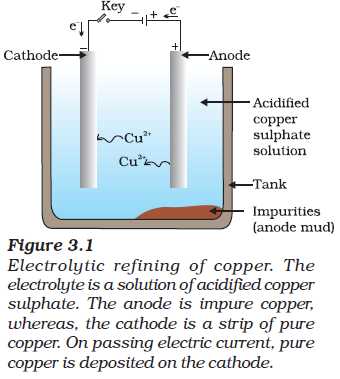 Key
e⁻
− +
e⁻
−
+
Cathode
Anode
Acidified
copper
sulphate
solution
Cu²⁺
Cu²⁺
Tank
Impurities
(anode mud)
Figure 3.1
Electrolytic refining of copper. The
electrolyte is a solution of acidified copper
sulphate. The anode is impure copper,
whereas, the cathode is a strip of pure
copper. On passing electric current, pure
copper is deposited on the cathode.